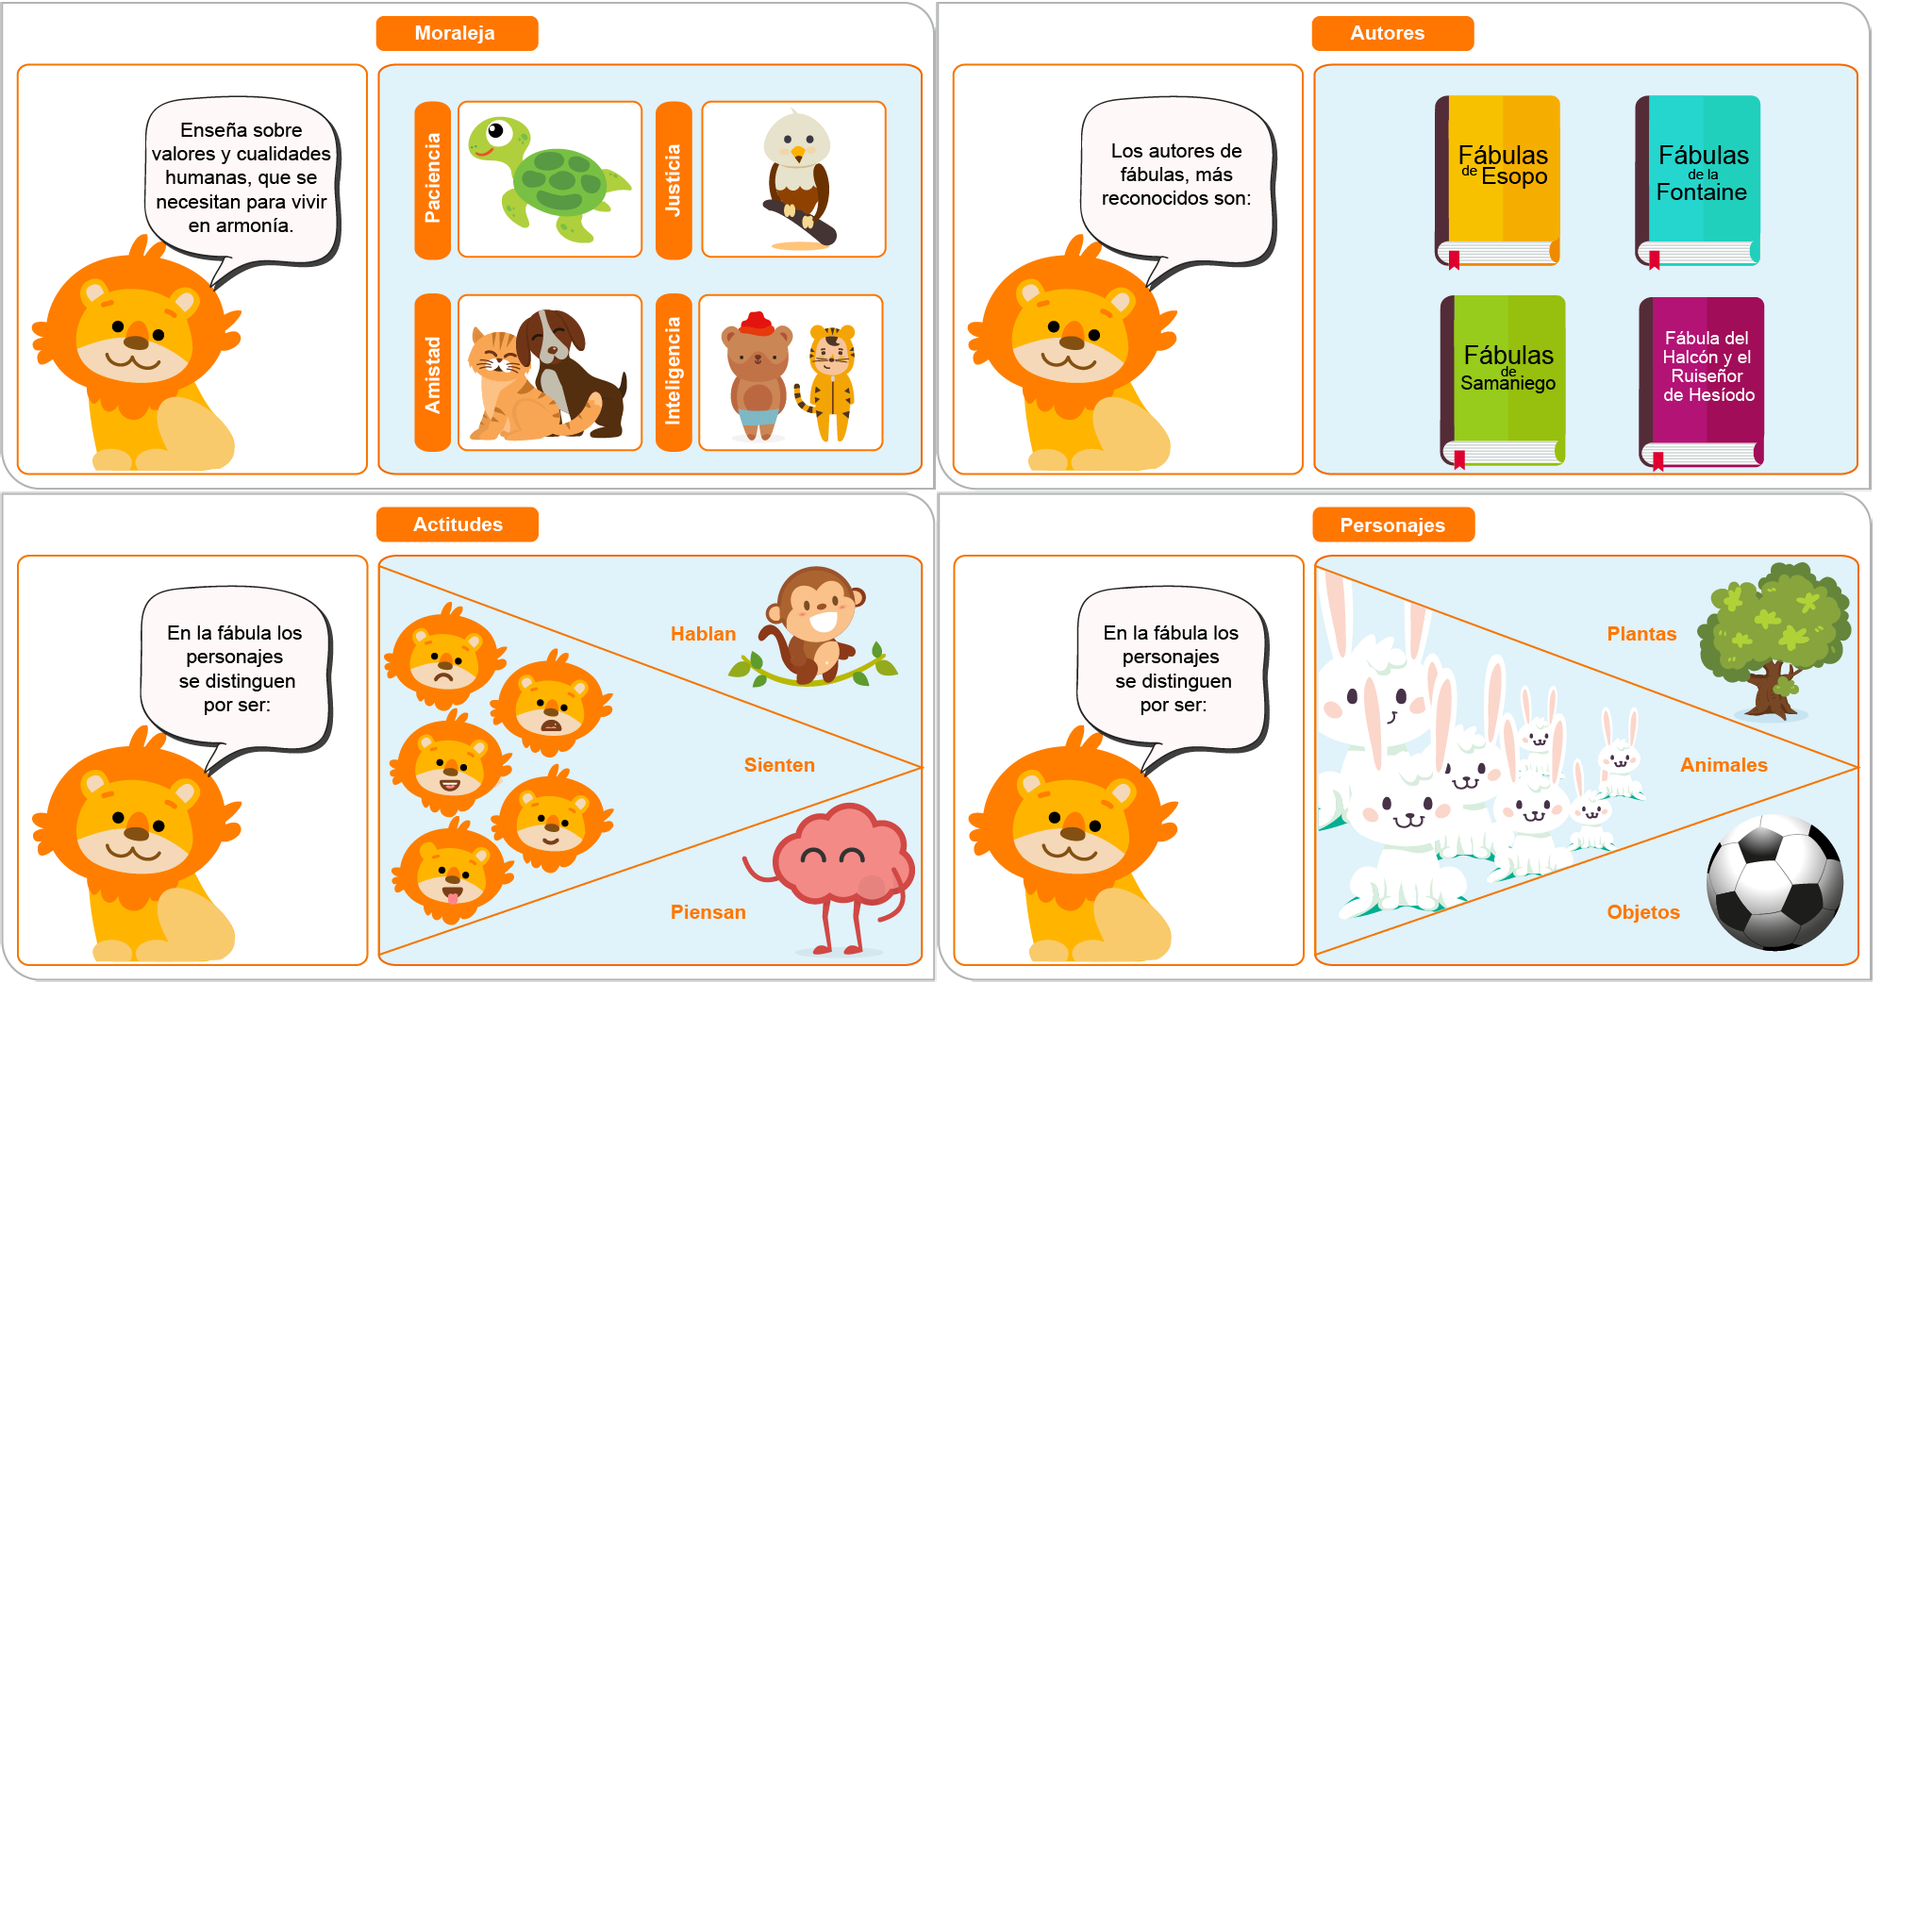 Moraleja
Enseña sobre
valores y cualidades
humanas, que se
necesitan para vivir
en armonía.
Paciencia
Justicia
Amistad
Inteligencia
Autores
Los autores de
fábulas, más
reconocidos son:
Fábulas
de Esopo
Fábulas
de la
Fontaine
Fábulas
de
Samaniego
Fábula del
Halcón y el
Ruiseñor
de Hesíodo
Actitudes
En la fábula los
personajes
se distinguen
por ser:
Hablan
Sienten
Piensan
Personajes
En la fábula los
personajes
se distinguen
por ser:
Plantas
Animales
Objetos